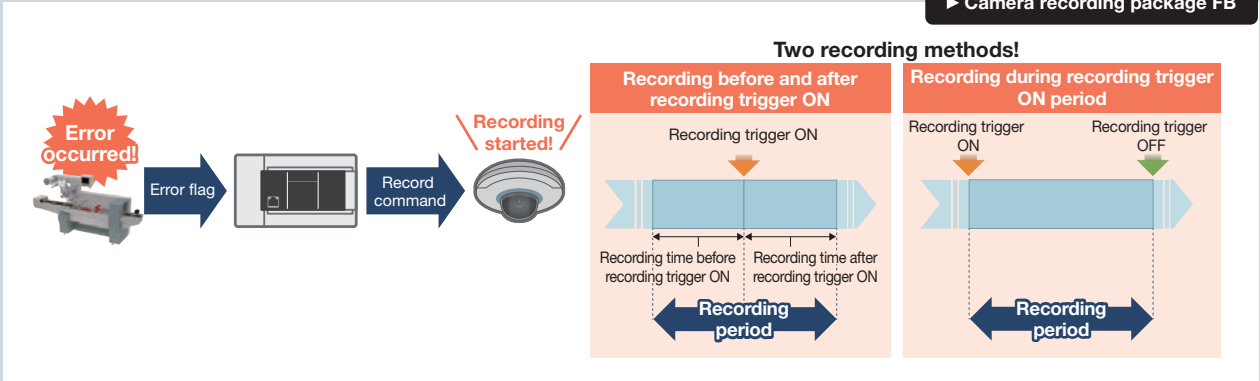 ▶ Camera recording package FB
Two recording methods!
Error
occurred!
Error flag
Record
command
Recording
started!
Recording before and after
recording trigger ON
Recording trigger ON
Recording time before
recording trigger ON
Recording time after
recording trigger ON
Recording
period
Recording during recording trigger
ON period
Recording trigger
ON
Recording trigger
OFF
Recording
period